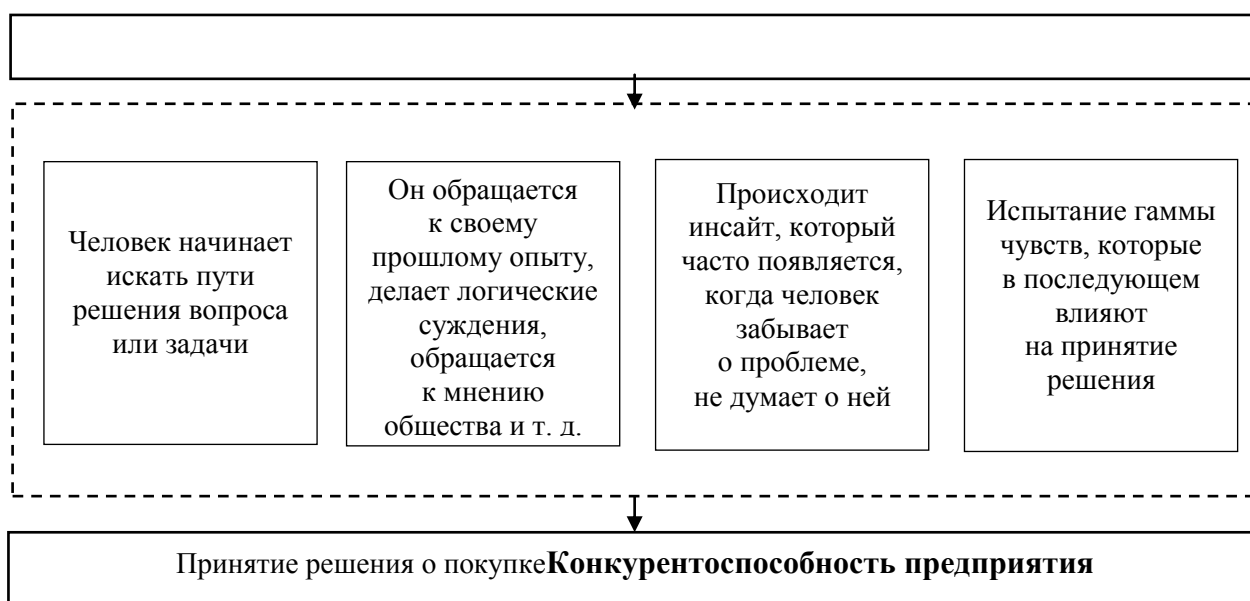 Человек начинает
искать пути
решения вопроса
или задачи
Он обращается
к своему
прошлому опыту,
делает логические
суждения,
обращается
к мнению
общества и т. д.
Происходит
инсайт, который
часто появляется,
когда человек
забывает
о проблеме,
не думает о ней
Испытание гаммы
чувств, которые
в последующем
влияют
на принятие
решения
Принятие решения о покупкеКонкурентоспособность предприятия